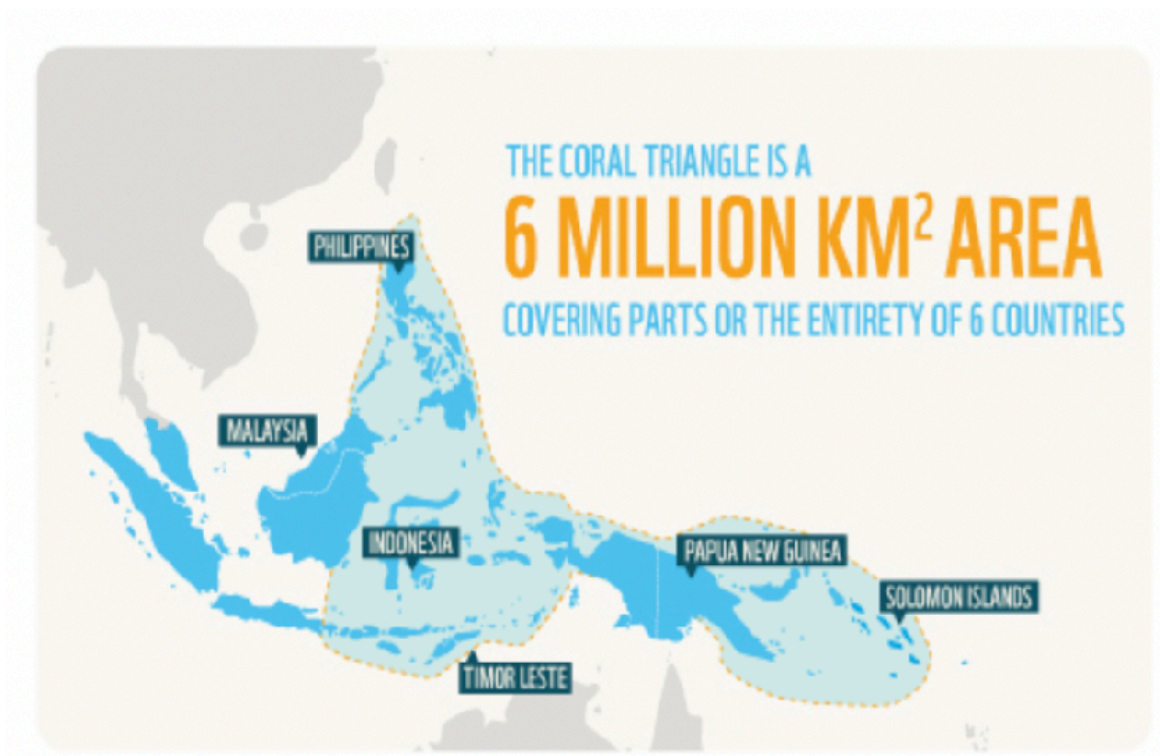 THE CORAL TRIANGLE IS A
6 MILLION KM² AREA
COVERING PARTS OR THE ENTIRETY OF 6 COUNTRIES
PHILIPPINES
MALAYSIA
INDONESIA
PAPUA NEW GUINEA
SOLOMON ISLANDS
TIMOR LESTE